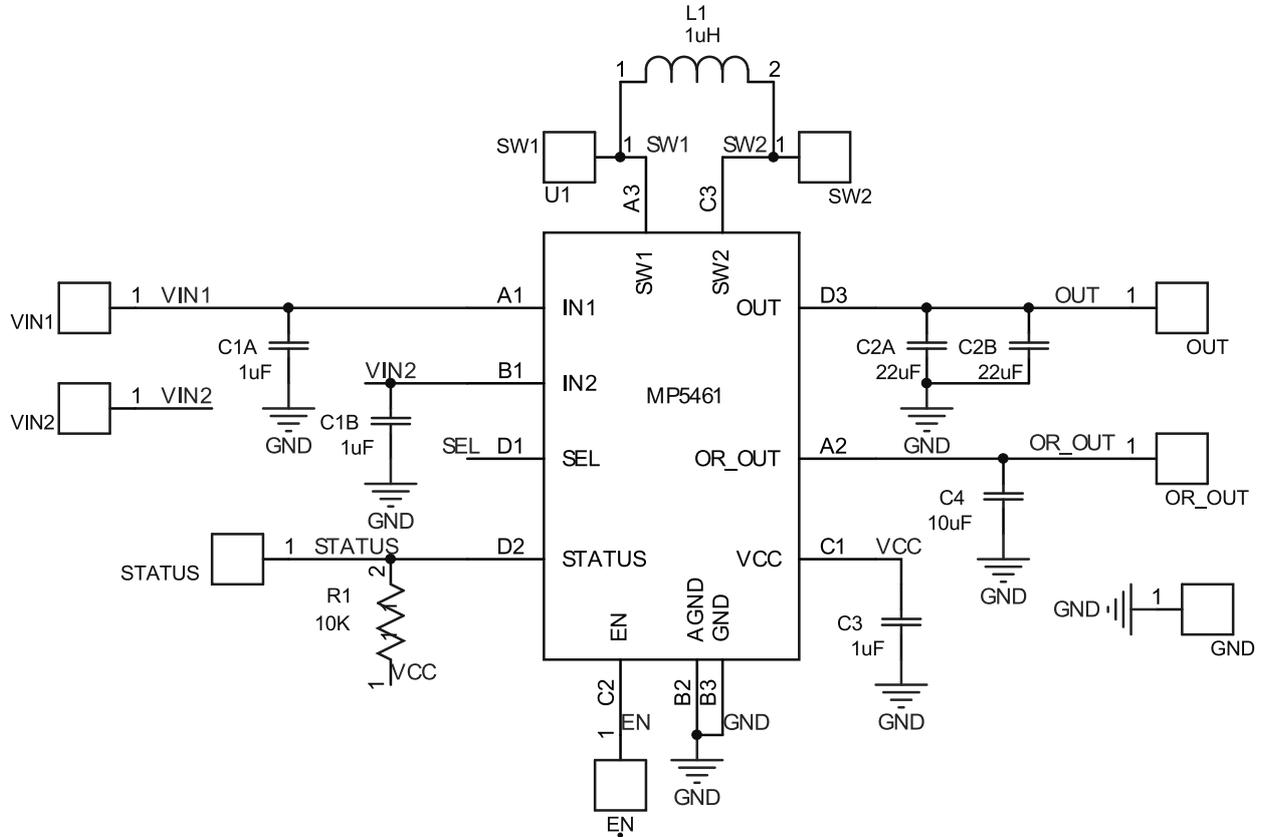 L1
1uH
1 2
SW1 1 SW1 SW2 1
U1 A3 C3 SW2
SW1 SW2
1 VIN1 A1 IN1 OUT D3 OUT 1
VIN1 C1A C2A C2B OUT
1uF 22uF 22uF
VIN2 B1 IN2
1 VIN2 MP5461
VIN2 C1B
GND 1uF SEL D1 SEL OR_OUT A2 GND OR_OUT 1
C4 OR_OUT
GND 10uF
1 STATUS D2 STATUS VCC C1 VCC
STATUS 2
R1 GND GND 1
10K 1 EN AGND GND C3
1uF GND
1 VCC
C2 B2 B3
EN GND GND
1
GND
EN